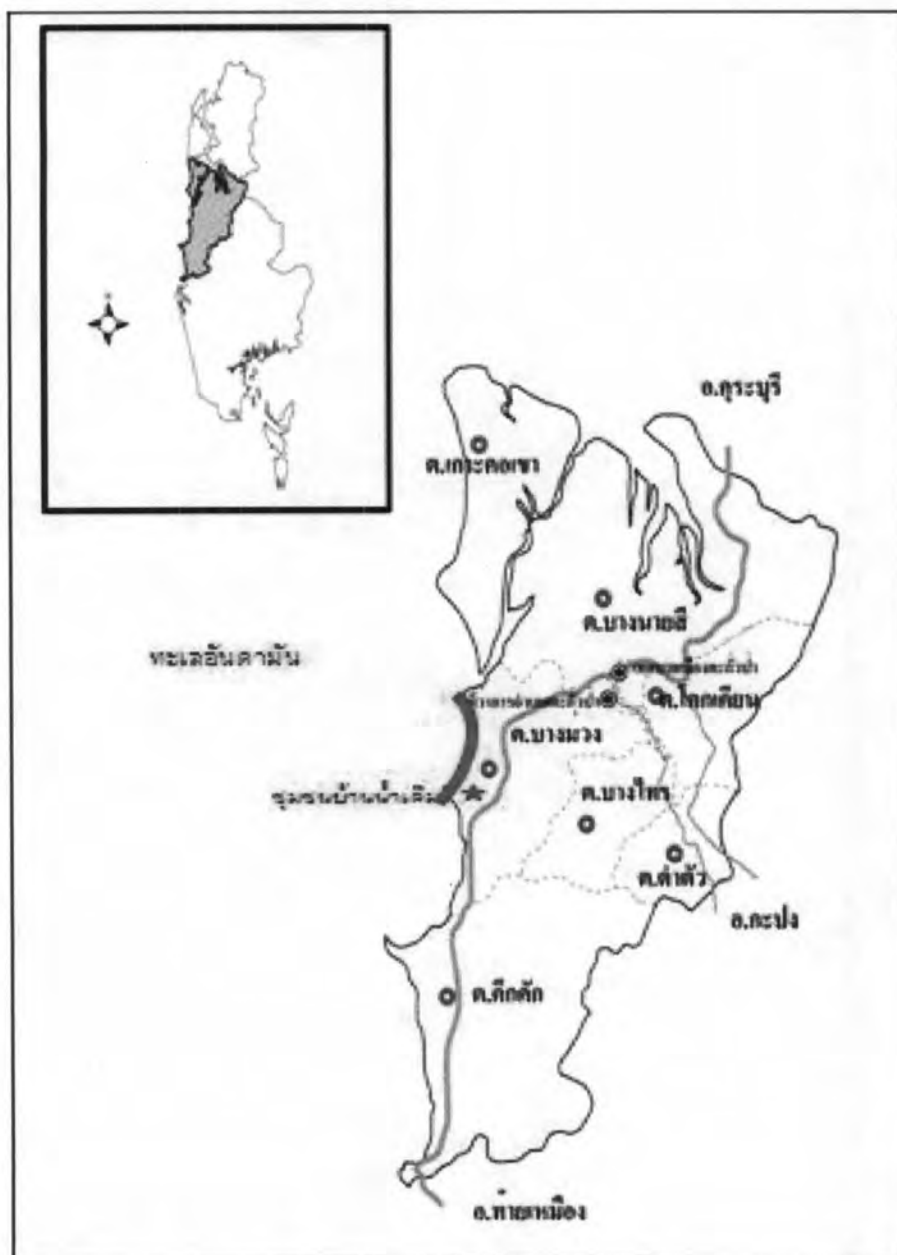 อ.คุระบุรี
ต.เกาะคอเขา
ต.บางนายสี
ทะเลอันดามัน
ต.โคกเคียน
ต.บางม่วง
ชุมชนบ้านน้ำเค็ม
ต.บางไทร
ต.ตำตัว
อ.กะปง
ต.คึกคัก
อ.ท้ายเหมือง